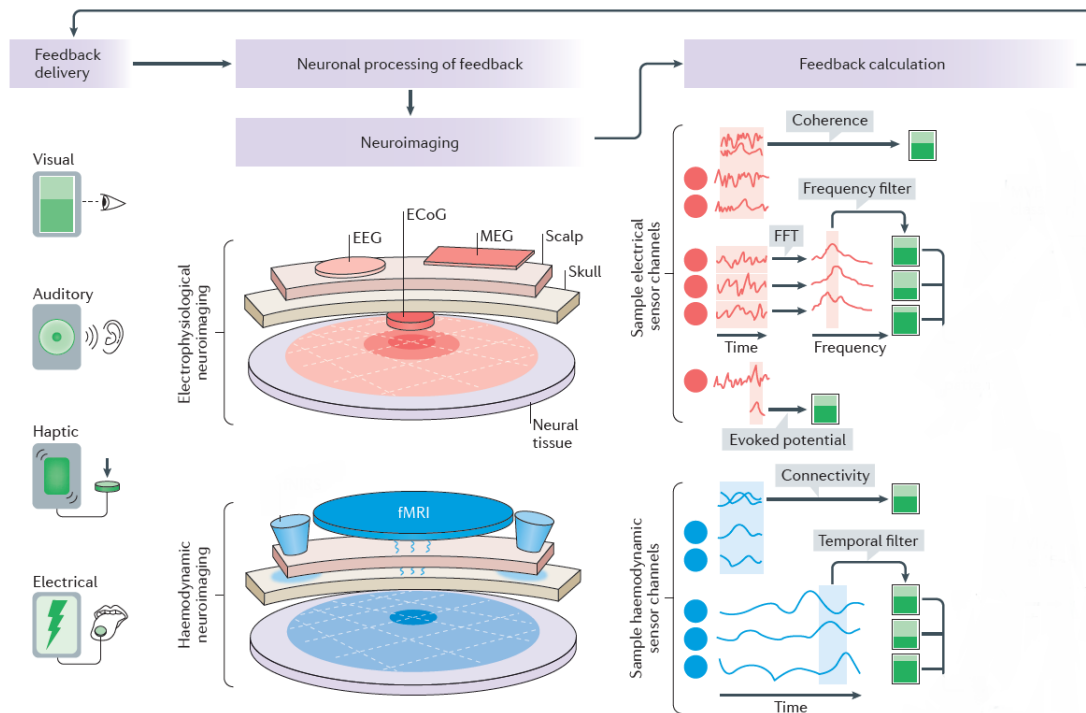 Feedback
delivery
Neuronal processing of feedback
Feedback calculation
Neuroimaging
Visual
Auditory
Haptic
Electrical
Electrophysiological
neuroimaging
EEG
ECoG
MEG
Scalp
Skull
Neural
tissue
Haemodynamic
neuroimaging
fMRI
Sample electrical
sensor channels
Coherence
Frequency filter
FFT
Time
Frequency
Evoked potential
Sample haemodynamic
sensor channels
Connectivity
Temporal filter
Time